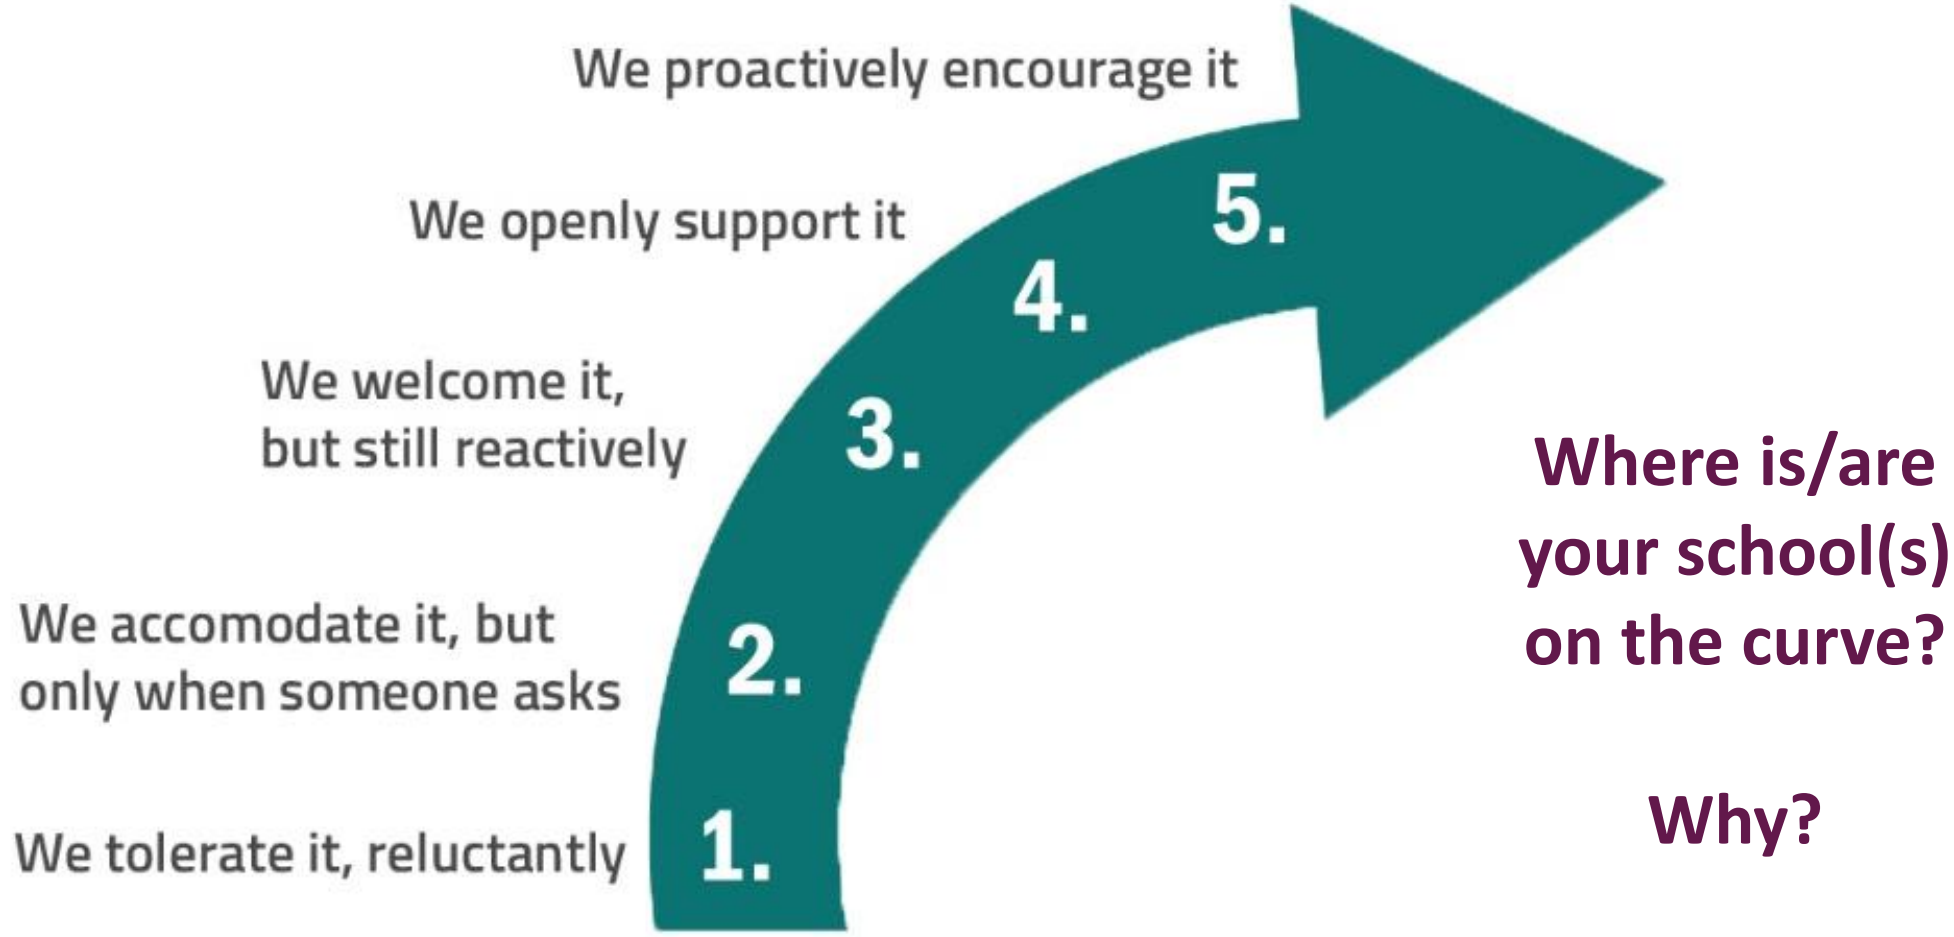 We proactively encourage it
5.
We openly support it
4.
We welcome it,
but still reactively
3.
We accomodate it, but
only when someone asks
2.
We tolerate it, reluctantly
1.
Where is/are
your school(s)
on the curve?
Why?